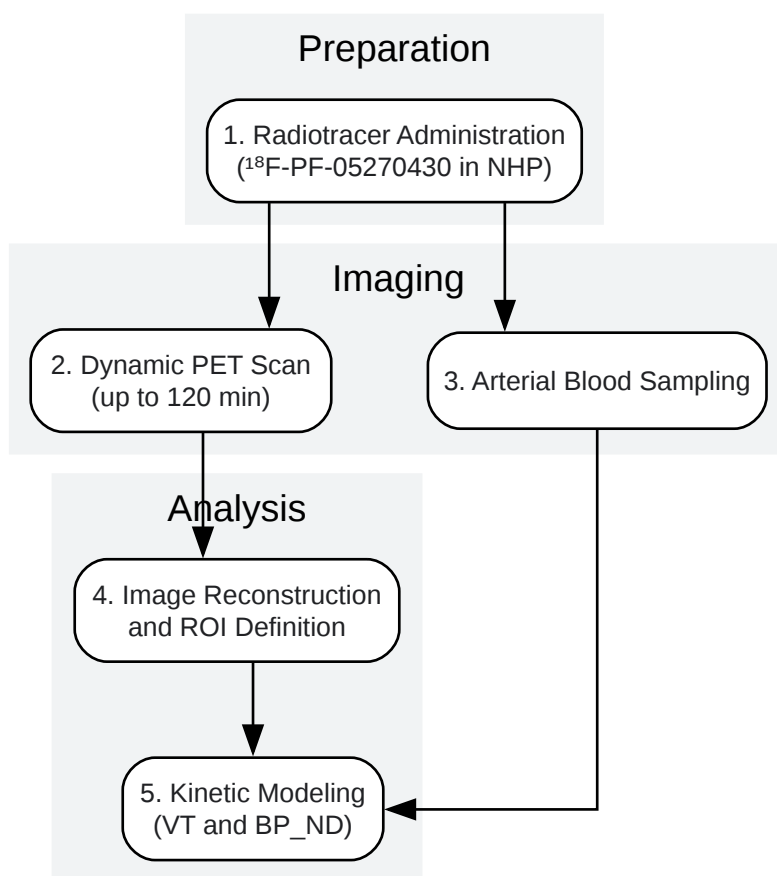 Preparation
1. Radiotracer Administration
(¹⁸F-PF-05270430 in NHP)
Imaging
2. Dynamic PET Scan
(up to 120 min)
3. Arterial Blood Sampling
Analysis
4. Image Reconstruction
and ROI Definition
5. Kinetic Modeling
(VT and BP_ND)